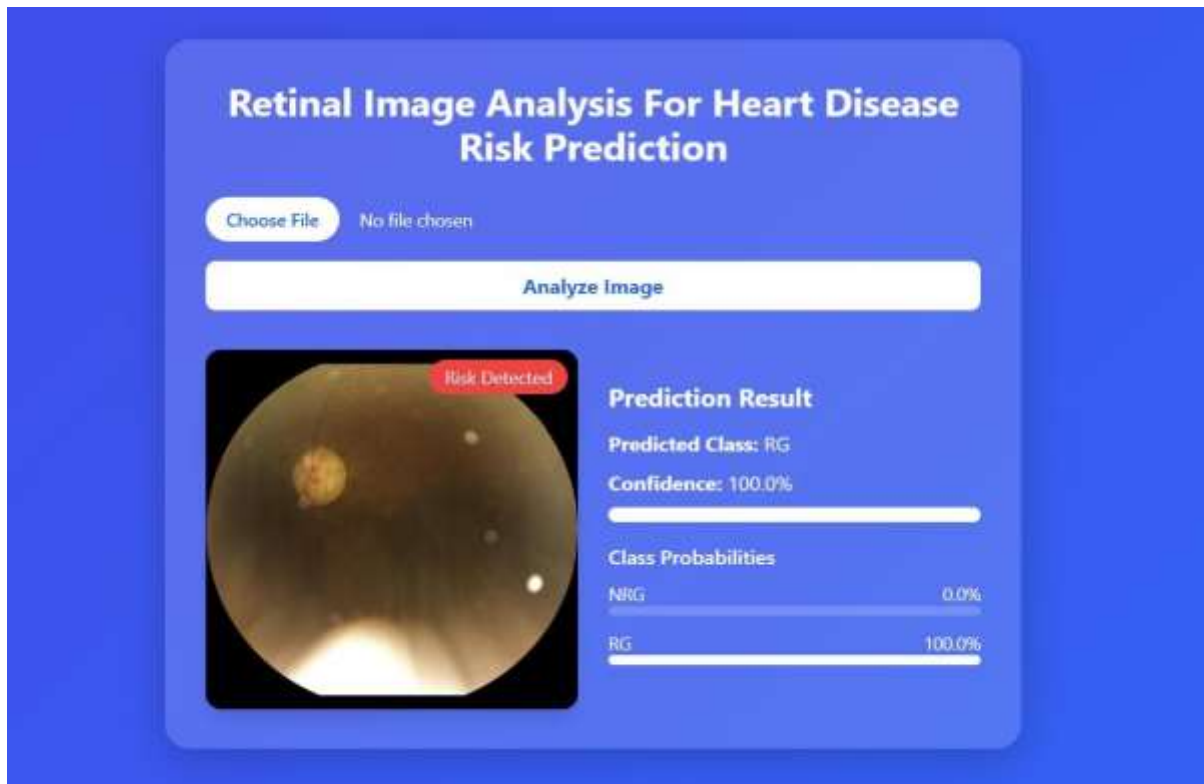 Retinal Image Analysis For Heart Disease
Risk Prediction
Choose File
No file chosen
Analyze Image
Risk Detected
Prediction Result
Predicted Class: RG
Confidence: 100.0%
Class Probabilities
NRG 0.0%
RG 100.0%